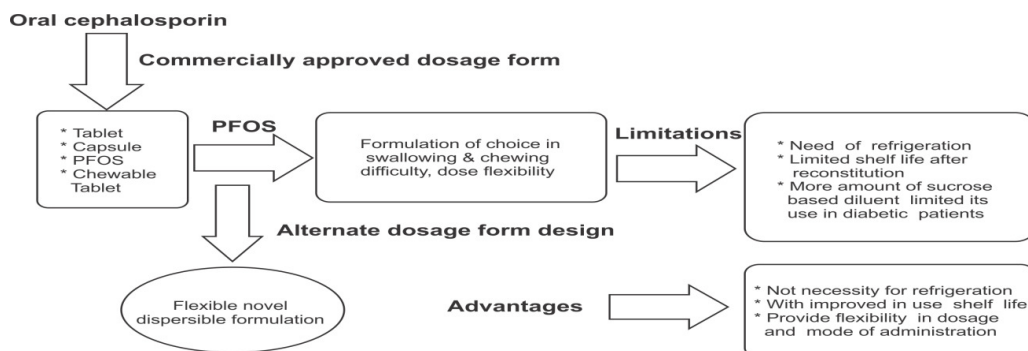 Oral cephalosporin
Commercially approved dosage form
* Tablet
* Capsule
* PFOS
* Chewable
Tablet
PFOS
Formulation of choice in
swallowing & chewing
difficulty, dose flexibility
Limitations
* Need of refrigeration
* Limited shelf life after
reconstitution
* More amount of sucrose
based diluent limited its
use in diabetic patients
Alternate dosage form design
Flexible novel
dispersible formulation
Advantages
* Not necessity for refrigeration
* With improved in use shelf life
* Provide flexibility in dosage
and mode of administration